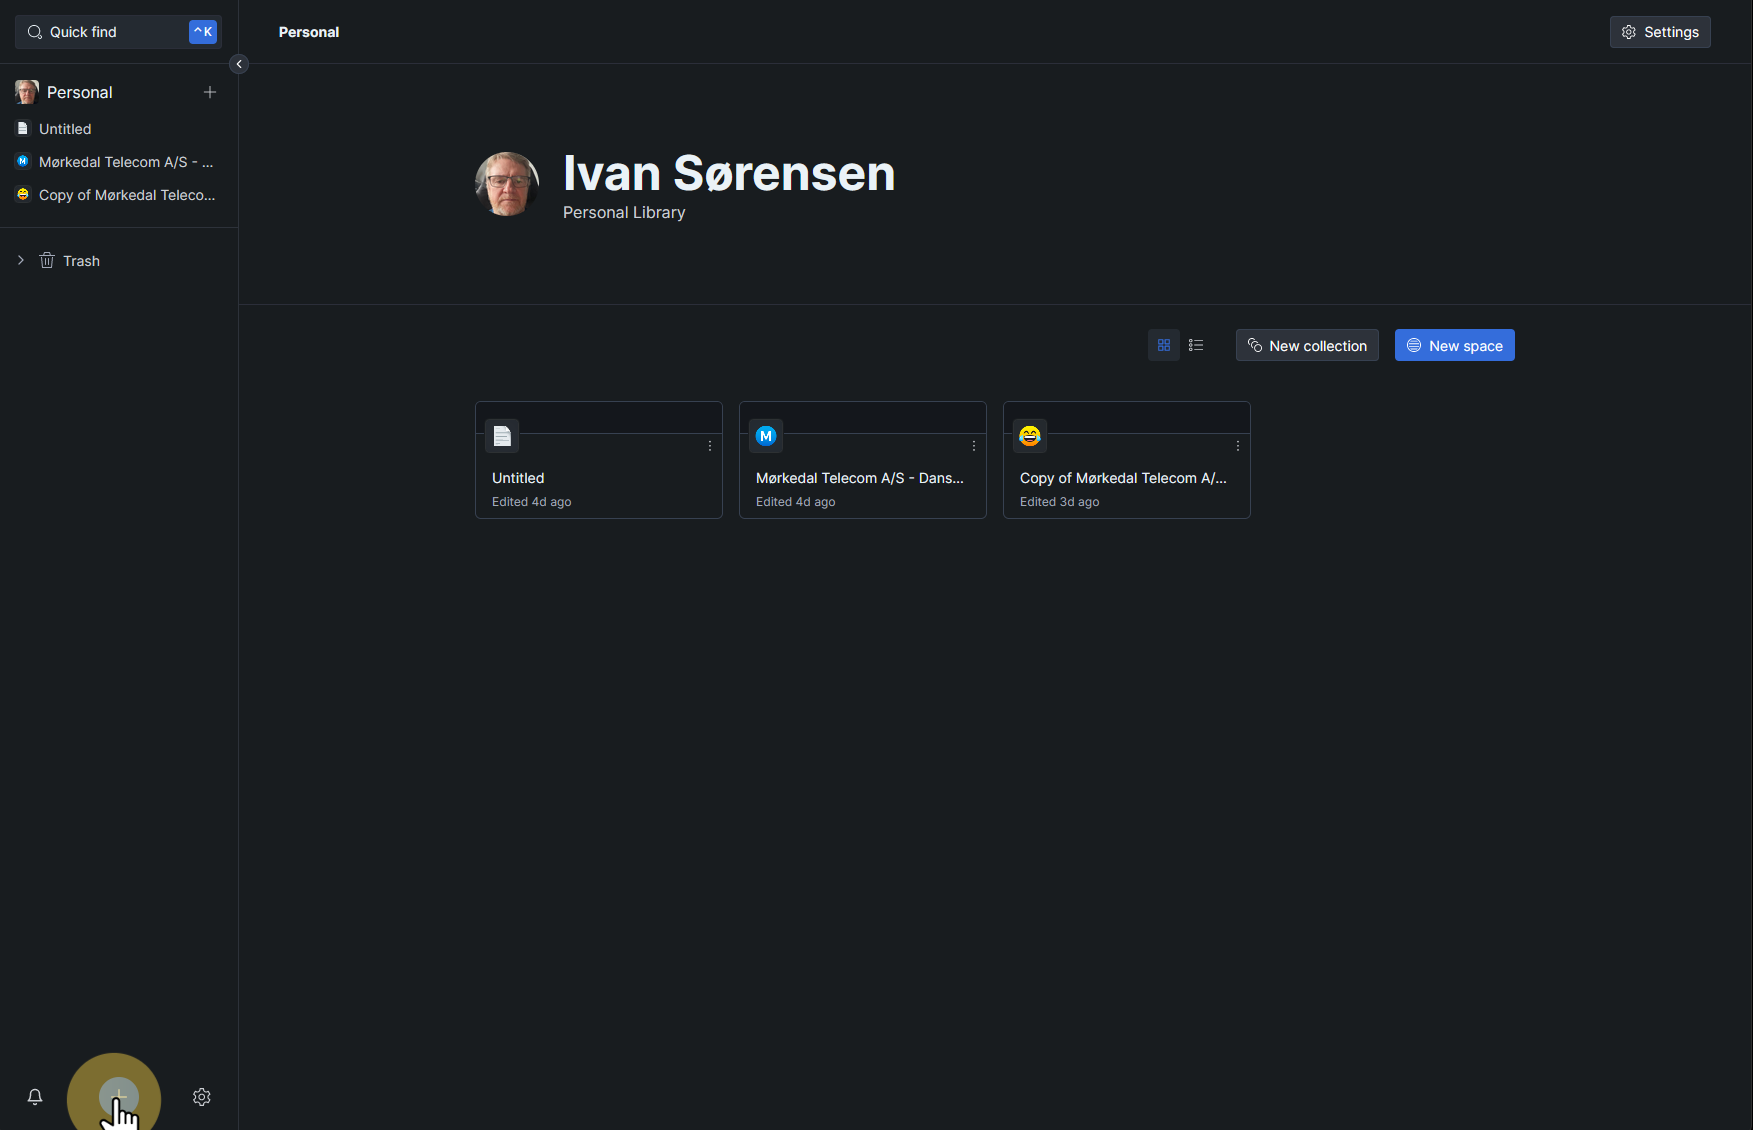 Quick find
^K
Personal
Settings
Personal
Untitled
Mørkedal Telecom A/S - ...
Copy of Mørkedal Teleco...
Trash
Ivan Sørensen
Personal Library
New collection
New space
Untitled
Edited 4d ago
M
Mørkedal Telecom A/S - Dans...
Edited 4d ago
Copy of Mørkedal Telecom A/...
Edited 3d ago